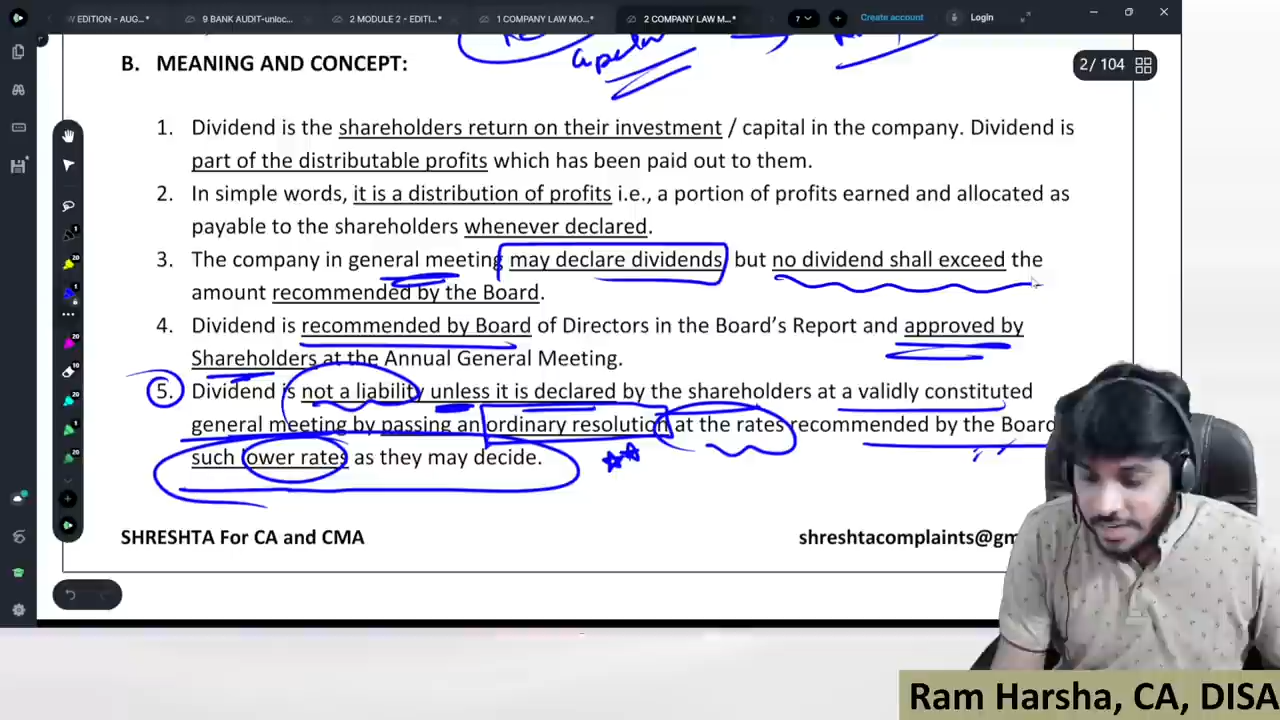 W EDITION - AUG...*
9 BANK AUDIT-unloc...
2 MODULE 2 - EDITI...*
1 COMPANY LAW MO...*
2 COMPANY LAW M...*
7
Create account
Login
2 / 104
B. MEANING AND CONCEPT:
1. Dividend is the shareholders return on their investment / capital in the company. Dividend is
part of the distributable profits which has been paid out to them.
2. In simple words, it is a distribution of profits i.e., a portion of profits earned and allocated as
payable to the shareholders whenever declared.
3. The company in general meeting may declare dividends, but no dividend shall exceed the
amount recommended by the Board.
4. Dividend is recommended by Board of Directors in the Board's Report and approved by
Shareholders at the Annual General Meeting.
5. Dividend is not a liability unless it is declared by the shareholders at a validly constituted
general meeting by passing an ordinary resolution at the rates recommended by the Board
such lower rates as they may decide.
SHRESHTA For CA and CMA
shreshtacomplaints@gm
Ram Harsha, CA, DISA